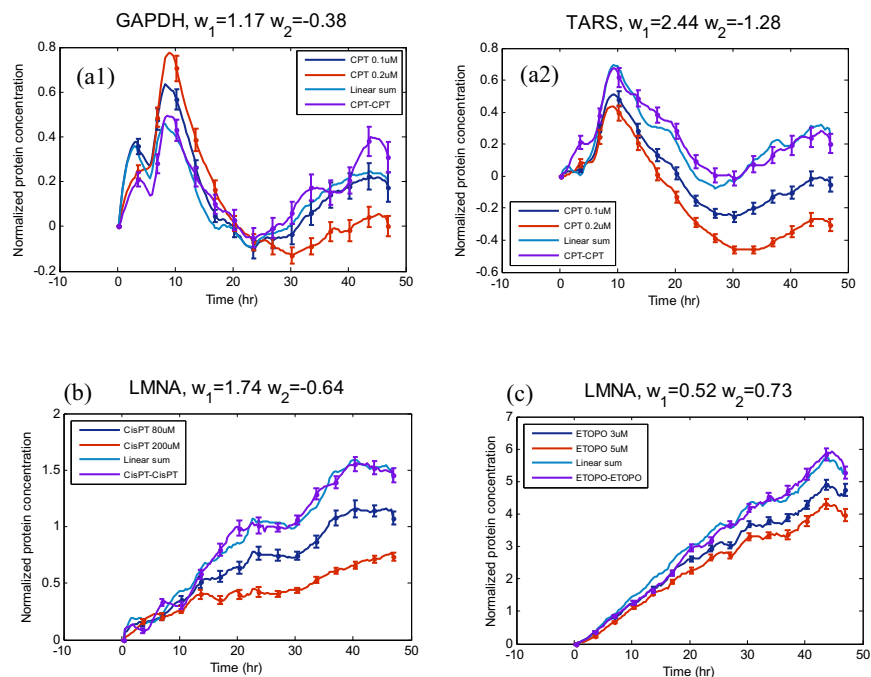 GAPDH, w1=1.17 w2=-0.38
(a1)
CPT 0.1uM
CPT 0.2uM
Linear sum
CPT-CPT
Normalized protein concentration
0.8
0.6
0.4
0.2
0
-0.2
-10 0 10 20 30 40 50
Time (hr)
TARS, w1=2.44 w2=-1.28
(a2)
CPT 0.1uM
CPT 0.2uM
Linear sum
CPT-CPT
Normalized protein concentration
0.8
0.6
0.4
0.2
0
-0.2
-0.4
-0.6
-10 0 10 20 30 40 50
Time (hr)
(b)
LMNA, w1=1.74 w2=-0.64
CisPT 80uM
CisPT 200uM
Linear sum
CisPT-CisPT
Normalized protein concentration
2
1.5
1
0.5
0
-10 0 10 20 30 40 50
Time (hr)
(c)
LMNA, w1=0.52 w2=0.73
ETOPO 3uM
ETOPO 5uM
Linear sum
ETOPO-ETOPO
Normalized protein concentration
7
6
5
4
3
2
1
0
-10 0 10 20 30 40 50
Time (hr)